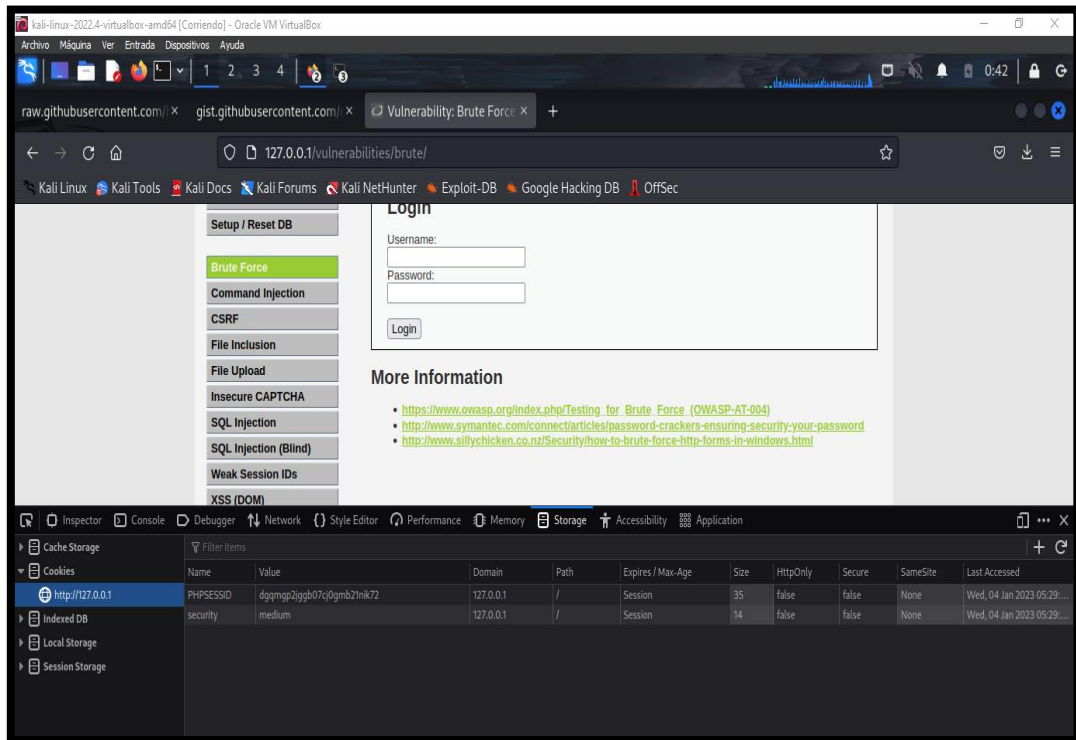 kali-linux-2022.4-virtualbox-amd64 [Corriendo] - Oracle VM VirtualBox
Archivo Máquina Ver Entrada Dispositivos Ayuda
1 2 3 4 0:42
raw.githubusercontent.com/ gist.githubusercontent.com/ Vulnerability: Brute Force
127.0.0.1/vulnerabilities/brute/
Kali Linux Kali Tools Kali Docs Kali Forums Kali NetHunter Exploit-DB Google Hacking DB OffSec
Setup / Reset DB
Brute Force
Command Injection
CSRF
File Inclusion
File Upload
Insecure CAPTCHA
SQL Injection
SQL Injection (Blind)
Weak Session IDs
XSS (DOM)
Login
Username:
Password:
Login
More Information
• https://www.owasp.org/index.php/Testing_for_Brute_Force_(OWASP-AT-004)
• http://www.symantec.com/connect/articles/password-crackers-ensuring-security-your-password
• http://www.sillychicken.co.nz/Security/how-to-brute-force-http-forms-in-windows.html
Inspector Console Debugger Network Style Editor Performance Memory Storage Accessibility Application
Cache Storage
Cookies
http://127.0.0.1
Indexed DB
Local Storage
Session Storage
Filter Items
Name Value Domain Path Expires / Max-Age Size HttpOnly Secure SameSite Last Accessed
PHPSESSID dgqmgp2jggb07cj0gmb21nik72 127.0.0.1 / Session 35 false false None Wed, 04 Jan 2023 05:29:...
security medium 127.0.0.1 / Session 14 false false None Wed, 04 Jan 2023 05:29:...